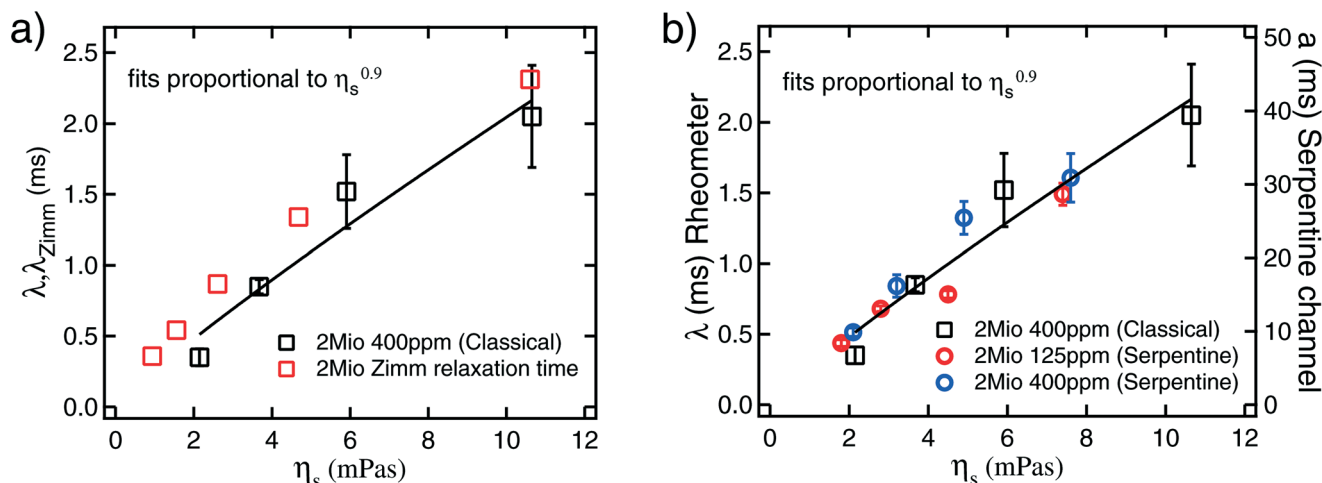 a)
2.5
2.0
1.5
1.0
0.5
0.0
λ,λZimm (ms)
fits proportional to ηs^0.9
2Mio 400ppm (Classical)
2Mio Zimm relaxation time
0 2 4 6 8 10 12
ηs (mPas)
b)
2.5
2.0
1.5
1.0
0.5
0.0
λ (ms) Rheometer
fits proportional to ηs^0.9
2Mio 400ppm (Classical)
2Mio 125ppm (Serpentine)
2Mio 400ppm (Serpentine)
50
40
30
20
10
0
a (ms) Serpentine channel
0 2 4 6 8 10 12
ηs (mPas)